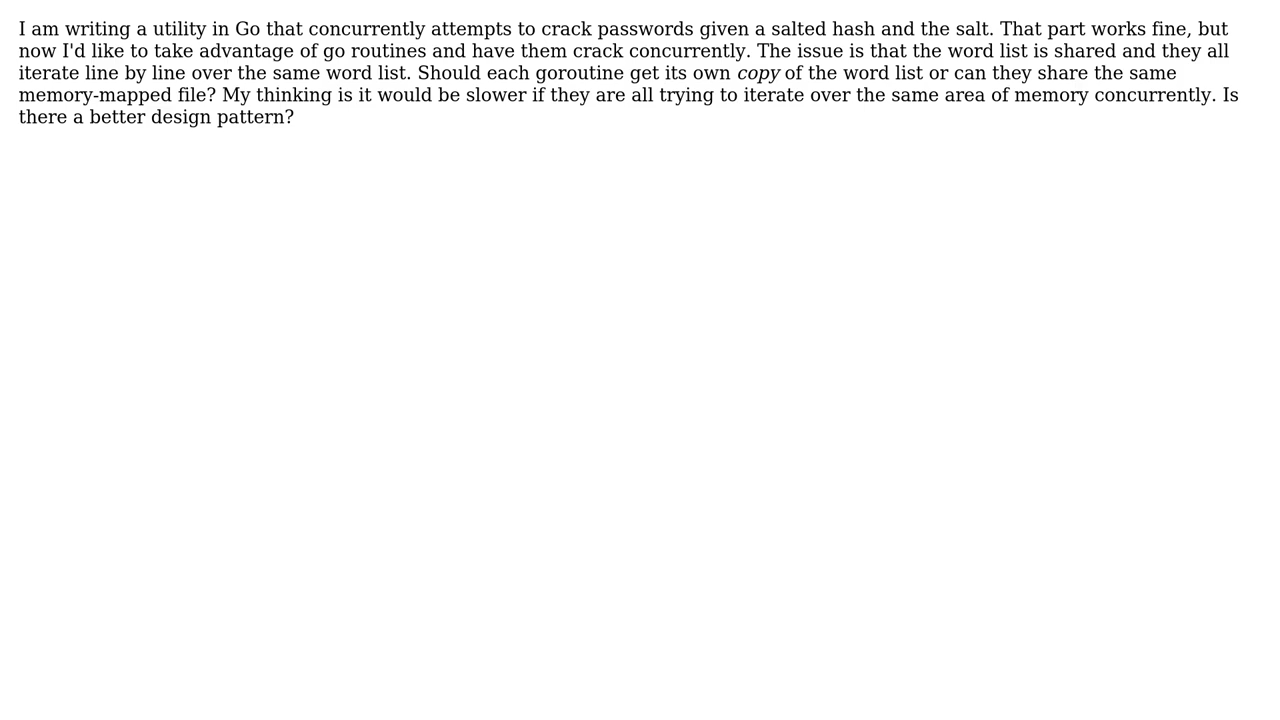 I am writing a utility in Go that concurrently attempts to crack passwords given a salted hash and the salt. That part works fine, but
now I'd like to take advantage of go routines and have them crack concurrently. The issue is that the word list is shared and they all
iterate line by line over the same word list. Should each goroutine get its own copy of the word list or can they share the same
memory-mapped file? My thinking is it would be slower if they are all trying to iterate over the same area of memory concurrently. Is
there a better design pattern?